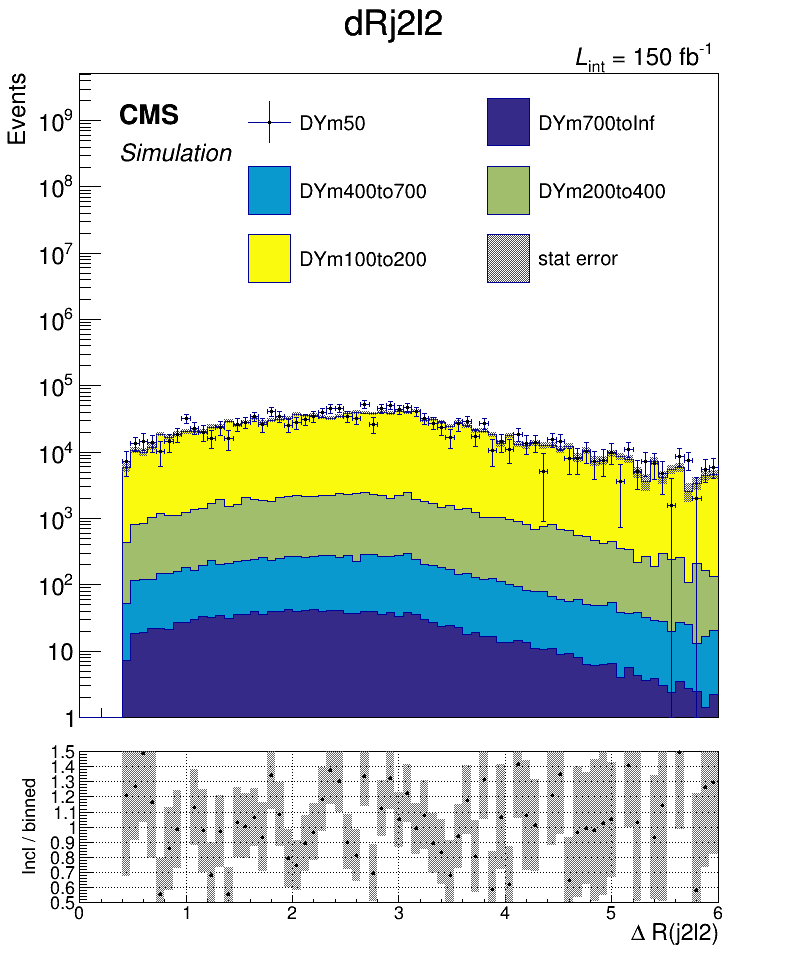 dRj2l2
L_int = 150 fb^-1
Events
CMS
Simulation
DYm50
DYm700toInf
DYm400to700
DYm200to400
DYm100to200
stat error
10^9
10^8
10^7
10^6
10^5
10^4
10^3
10^2
10
1
Incl / binned
1.5
1.4
1.3
1.2
1.1
1
0.9
0.8
0.7
0.6
0.5
0 1 2 3 4 5 6
Δ R(j2l2)